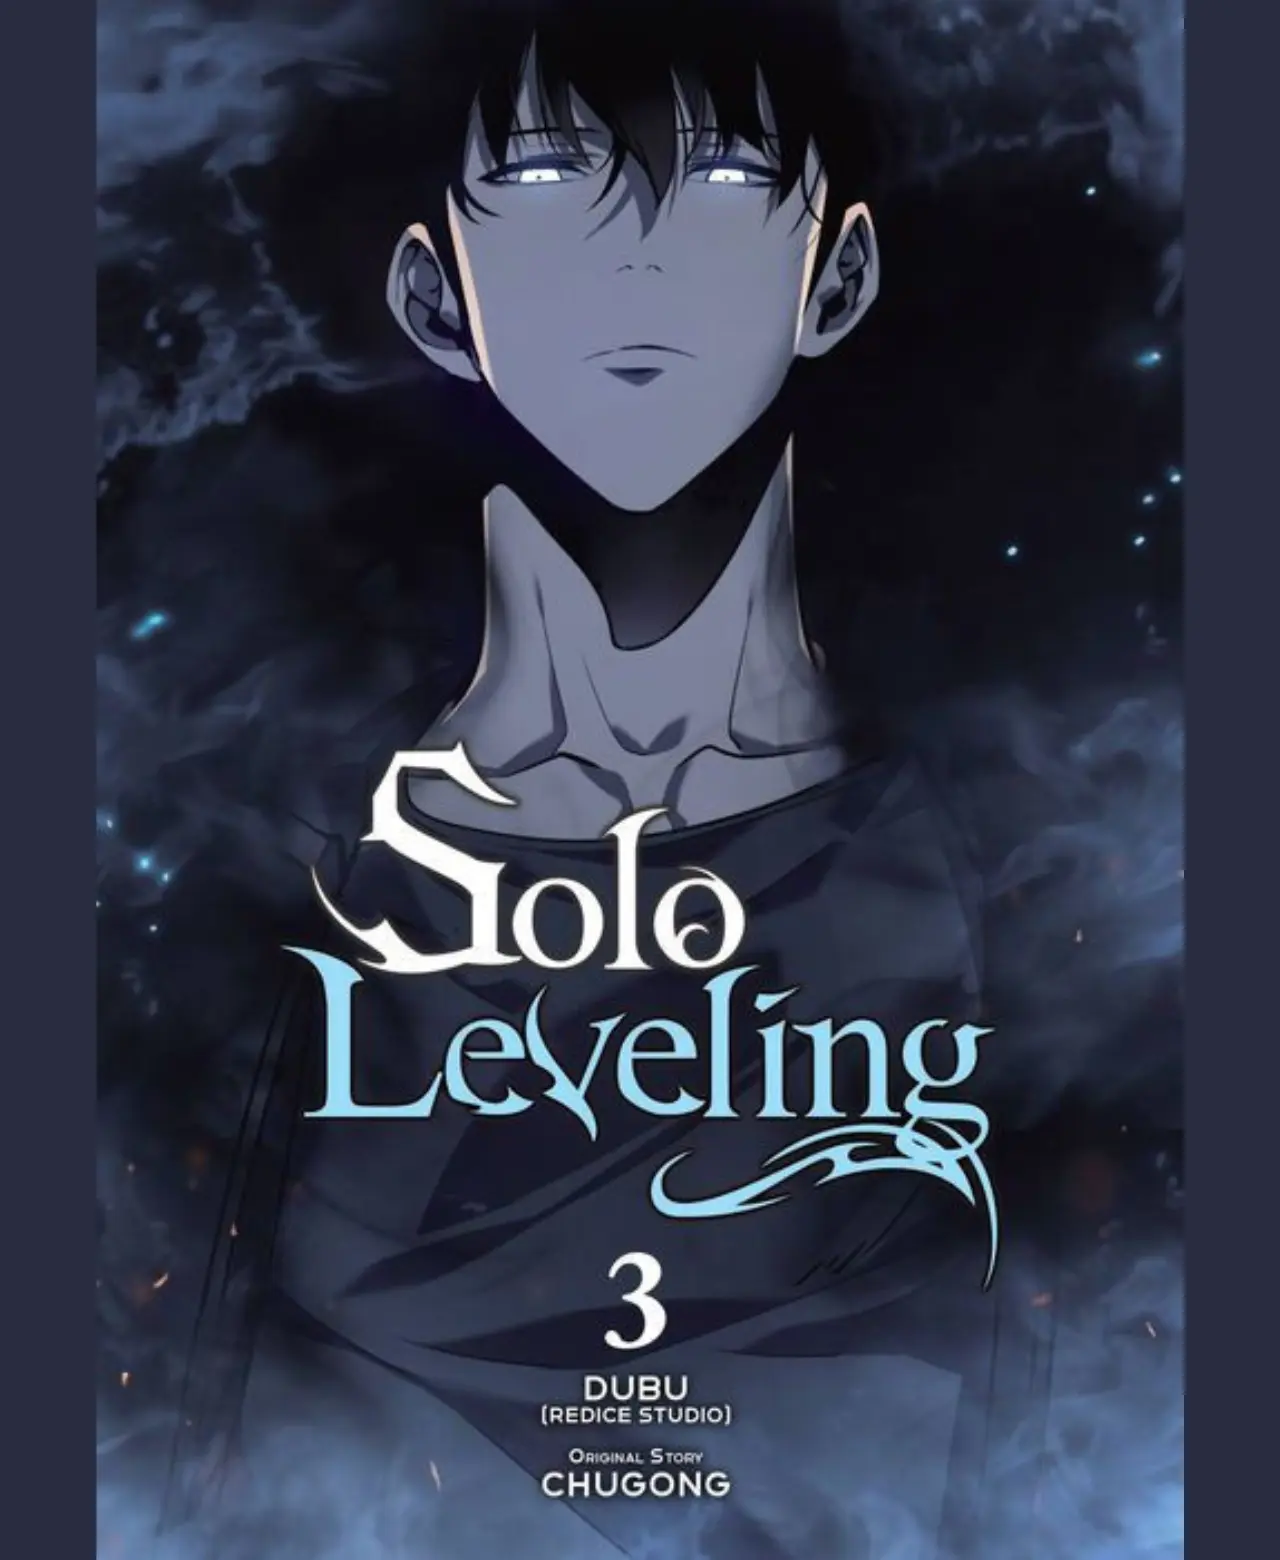 Solo
Leveling
3
DUBU
(REDICE STUDIO)
ORIGINAL STORY
CHUGONG